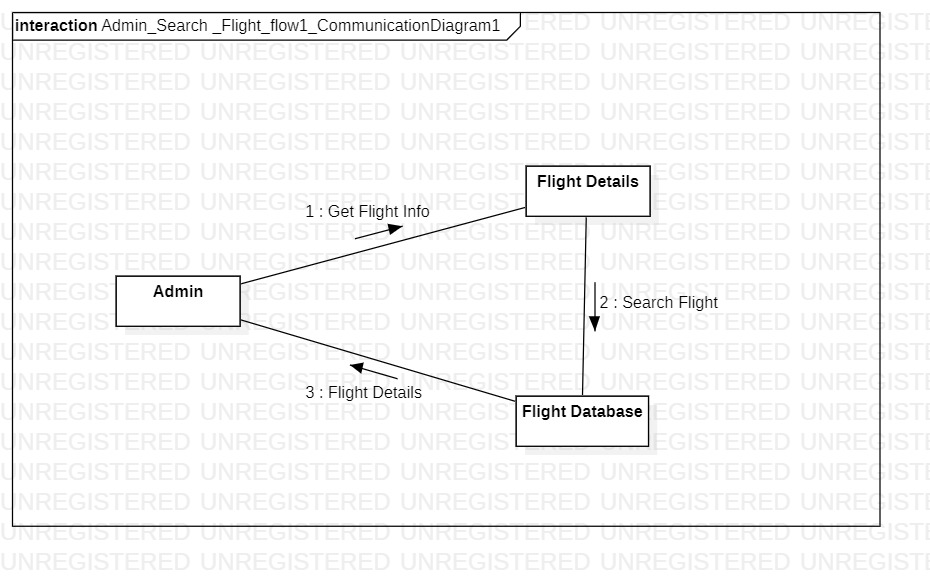 interaction Admin_Search _Flight_flow1_CommunicationDiagram1
Flight Details
1 : Get Flight Info
Admin
2 : Search Flight
3 : Flight Details
Flight Database
UNREGISTERED UNREGISTERED UNREGISTERED UNREGISTERED UNREGISTERED